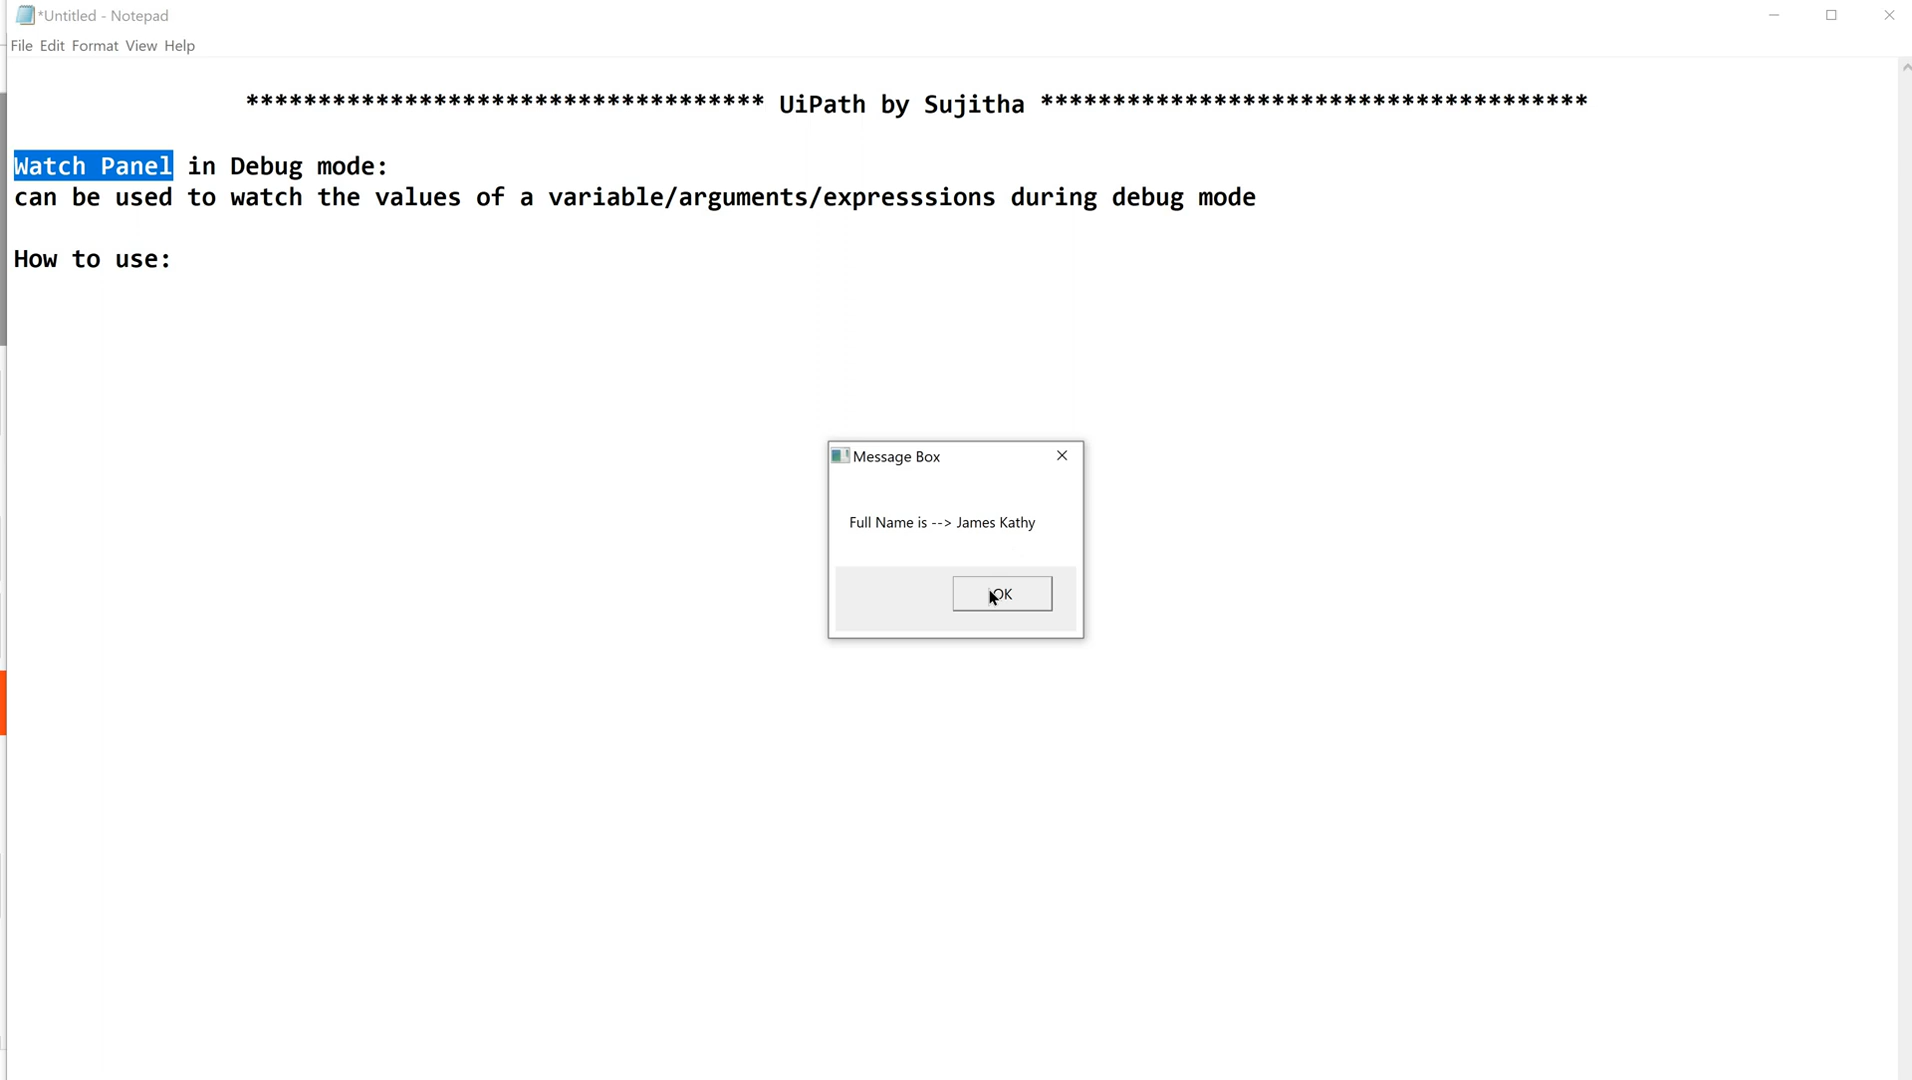 *Untitled - Notepad
File Edit Format View Help
************************************ UiPath by Sujitha **************************************
Watch Panel in Debug mode:
can be used to watch the values of a variable/arguments/expresssions during debug mode
How to use:
Message Box
Full Name is --> James Kathy
OK